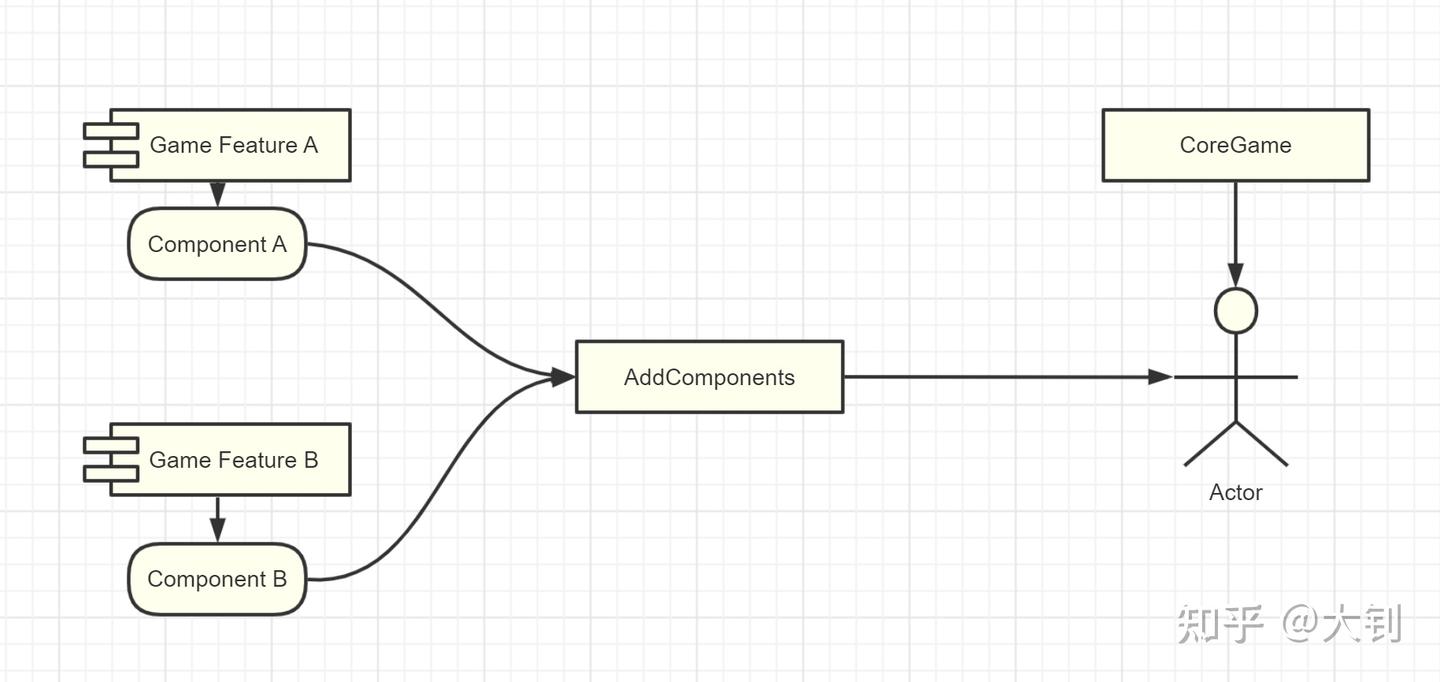 Game Feature A
CoreGame
Component A
AddComponents
Game Feature B
Actor
Component B
知乎 @大钊